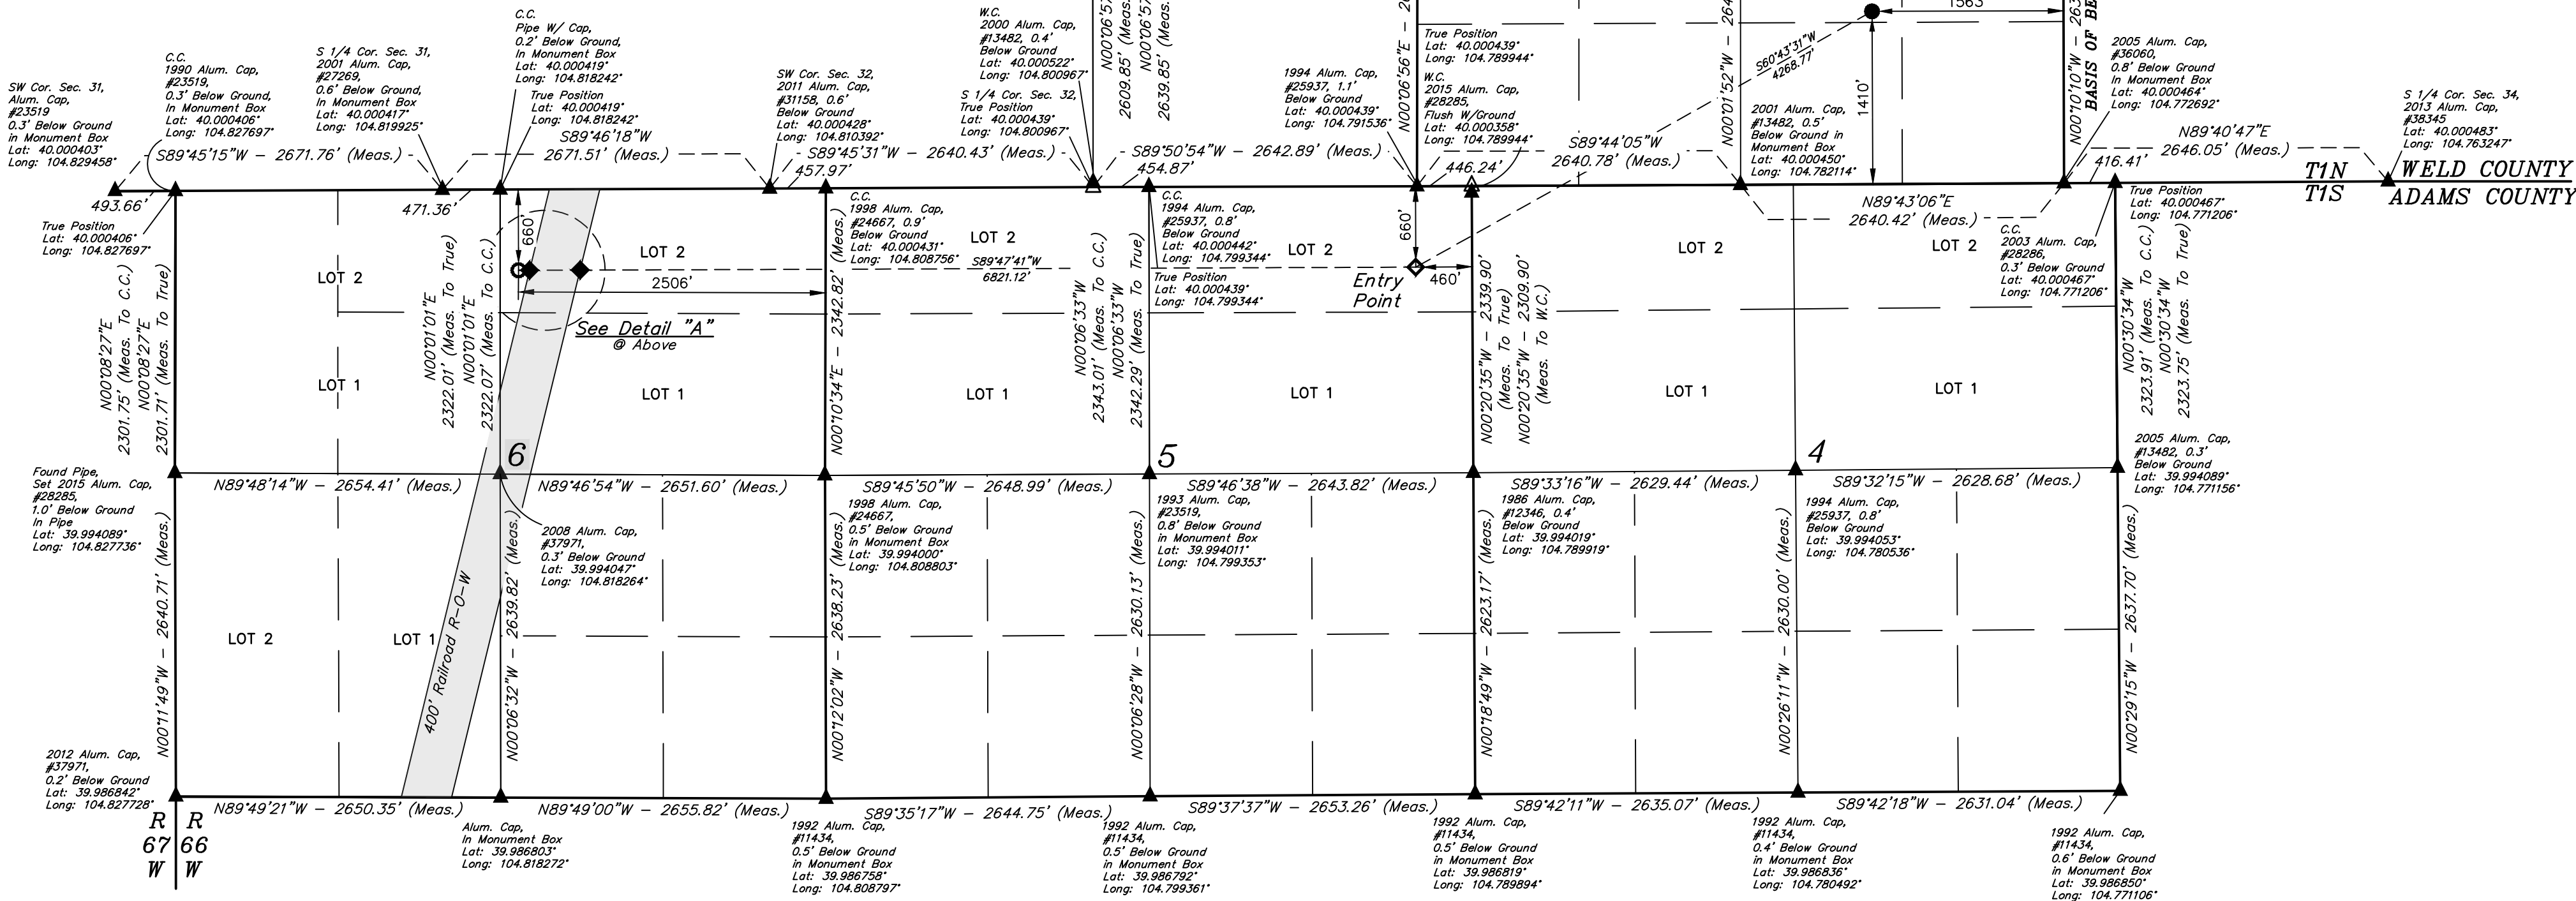 SW Cor. Sec. 31,
Alum. Cap,
#23519
0.3' Below Ground
in Monument Box
Lat: 40.000403°
Long: 104.829458°
C.C.
1990 Alum. Cap,
#23519,
0.3' Below Ground,
In Monument Box
Lat: 40.000406°
Long: 104.827697°
S 1/4 Cor. Sec. 31,
2001 Alum. Cap,
#27269,
0.6' Below Ground,
In Monument Box
Lat: 40.000417°
Long: 104.819925°
C.C.
Pipe W/ Cap,
0.2' Below Ground,
In Monument Box
Lat: 40.000419°
Long: 104.818242°
True Position
Lat: 40.000419°
Long: 104.818242°
SW Cor. Sec. 32,
2011 Alum. Cap,
#31158, 0.6'
Below Ground
Lat: 40.000428°
Long: 104.810392°
W.C.
2000 Alum. Cap,
#13482, 0.4'
Below Ground
Lat: 40.000522°
Long: 104.800967°
S 1/4 Cor. Sec. 32,
True Position
Lat: 40.000439°
Long: 104.800967°
2609.85' (Meas.
2639.85' (Meas.
1994 Alum. Cap,
#25937, 1.1'
Below Ground
Lat: 40.000439°
Long: 104.791536°
True Position
Lat: 40.000439°
Long: 104.789944°
W.C.
2015 Alum. Cap,
#28285,
Flush W/Ground
Lat: 40.000358°
Long: 104.789944°
S60°43'31"W
4268.77'
1563'
1410'
2001 Alum. Cap,
#13482, 0.5'
Below Ground in
Monument Box
Lat: 40.000450°
Long: 104.782114°
2005 Alum. Cap,
#36060,
0.8' Below Ground
In Monument Box
Lat: 40.000464°
Long: 104.772692°
S 1/4 Cor. Sec. 34,
2013 Alum. Cap,
#38345
Lat: 40.000483°
Long: 104.763247°
S89°45'15"W - 2671.76' (Meas.)
S89°46'18"W
2671.51' (Meas.)
S89°45'31"W - 2640.43' (Meas.)
S89°50'54"W - 2642.89' (Meas.)
S89°44'05"W
2640.78' (Meas.)
N89°43'06"E
2640.42' (Meas.)
N89°40'47"E
2646.05' (Meas.)
493.66'
471.36'
457.97'
454.87'
446.24'
416.41'
T1N WELD COUNTY
T1S ADAMS COUNTY
True Position
Lat: 40.000406°
Long: 104.827697°
C.C.
1998 Alum. Cap,
#24667, 0.9'
Below Ground
Lat: 40.000431°
Long: 104.808756°
C.C.
1994 Alum. Cap,
#25937, 0.8'
Below Ground
Lat: 40.000442°
Long: 104.799344°
True Position
Lat: 40.000439°
Long: 104.799344°
C.C.
2003 Alum. Cap,
#28286,
0.3' Below Ground
Lat: 40.000467°
Long: 104.771206°
True Position
Lat: 40.000467°
Long: 104.771206°
LOT 2
LOT 2
LOT 2
LOT 2
LOT 2
LOT 2
660'
2506'
S89°47'41"W
6821.12'
660'
460'
Entry
Point
See Detail "A"
@ Above
N00°08'27"E
2301.75' (Meas. To C.C.)
N00°08'27"E
2301.71' (Meas. To True)
N00°01'01"E
2322.01' (Meas. To True)
N00°01'01"E
2322.07' (Meas. To C.C.)
N00°10'34"E - 2342.82' (Meas.)
N00°06'33"W
2343.01' (Meas. To C.C.)
N00°06'33"W
2342.29' (Meas. To True)
N00°20'35"W - 2339.90'
(Meas. To True)
N00°20'35"W - 2309.90'
(Meas. To W.C.)
N00°30'34"W
2323.91' (Meas. To C.C.)
N00°30'34"W
2323.75' (Meas. To True)
LOT 1
LOT 1
LOT 1
LOT 1
LOT 1
LOT 1
6
5
4
N89°48'14"W - 2654.41' (Meas.)
N89°46'54"W - 2651.60' (Meas.)
S89°45'50"W - 2648.99' (Meas.)
S89°46'38"W - 2643.82' (Meas.)
S89°33'16"W - 2629.44' (Meas.)
S89°32'15"W - 2628.68' (Meas.)
Found Pipe,
Set 2015 Alum. Cap,
#28285,
1.0' Below Ground
In Pipe
Lat: 39.994089°
Long: 104.827736°
2008 Alum. Cap,
#37971,
0.3' Below Ground
Lat: 39.994047°
Long: 104.818264°
1998 Alum. Cap,
#24667,
0.5' Below Ground
in Monument Box
Lat: 39.994000°
Long: 104.808803°
1993 Alum. Cap,
#23519,
0.8' Below Ground
in Monument Box
Lat: 39.994011°
Long: 104.799353°
1986 Alum. Cap,
#12346, 0.4'
Below Ground
Lat: 39.994019°
Long: 104.789919°
1994 Alum. Cap,
#25937, 0.8'
Below Ground
Lat: 39.994053°
Long: 104.780536°
2005 Alum. Cap,
#13482, 0.3'
Below Ground
Lat: 39.994089°
Long: 104.771156°
N00°11'49"W - 2640.71' (Meas.)
N00°06'32"W - 2639.82' (Meas.)
N00°12'02"W - 2638.23' (Meas.)
N00°06'28"W - 2630.13' (Meas.)
N00°18'49"W - 2623.17' (Meas.)
N00°26'11"W - 2630.00' (Meas.)
N00°29'15"W - 2637.70' (Meas.)
LOT 2
LOT 1
400' Railroad R-O-W
N89°49'21"W - 2650.35' (Meas.)
N89°49'00"W - 2655.82' (Meas.)
S89°35'17"W - 2644.75' (Meas.)
S89°37'37"W - 2653.26' (Meas.)
S89°42'11"W - 2635.07' (Meas.)
S89°42'18"W - 2631.04' (Meas.)
2012 Alum. Cap,
#37971,
0.2' Below Ground
Lat: 39.986842°
Long: 104.827728°
R R
67 66
W W
Alum. Cap,
In Monument Box
Lat: 39.986803°
Long: 104.818272°
1992 Alum. Cap,
#11434,
0.5' Below Ground
in Monument Box
Lat: 39.986758°
Long: 104.808797°
1992 Alum. Cap,
#11434,
0.5' Below Ground
in Monument Box
Lat: 39.986792°
Long: 104.799361°
1992 Alum. Cap,
#11434,
0.5' Below Ground
in Monument Box
Lat: 39.986819°
Long: 104.789894°
1992 Alum. Cap,
#11434,
0.4' Below Ground
in Monument Box
Lat: 39.986836°
Long: 104.780492°
1992 Alum. Cap,
#11434,
0.6' Below Ground
in Monument Box
Lat: 39.986850°
Long: 104.771106°